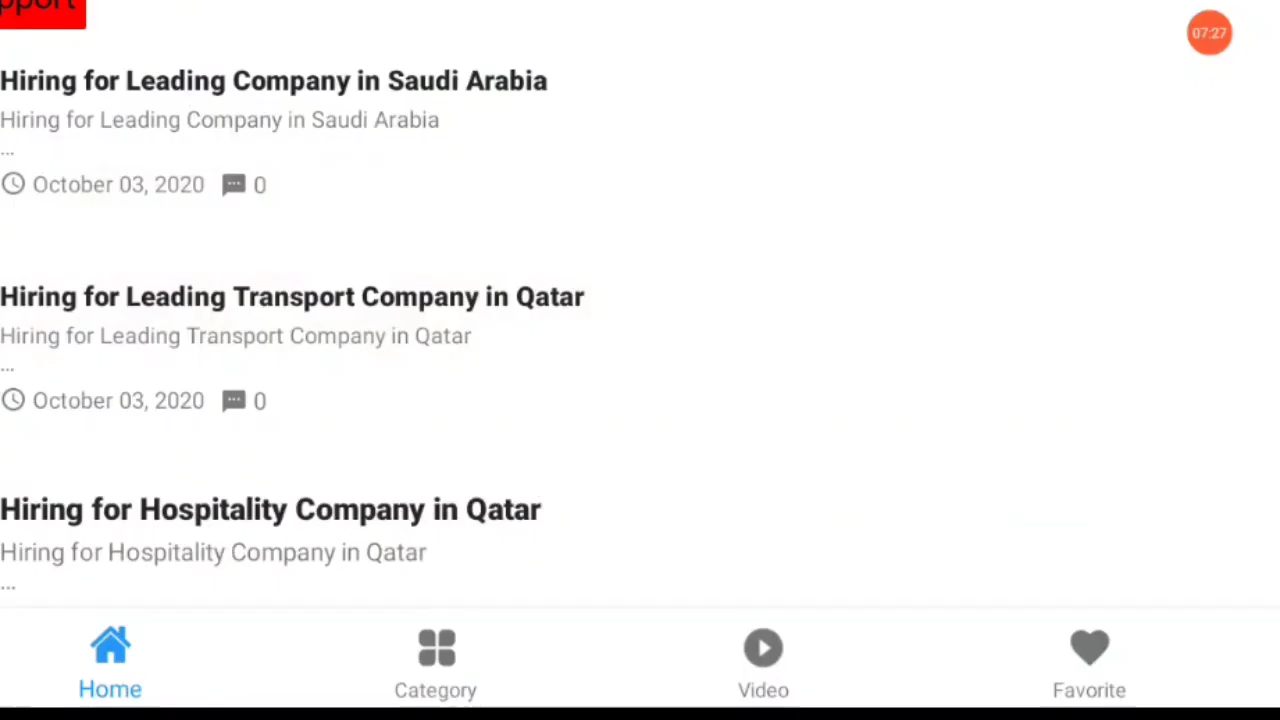 pport
07:27
Hiring for Leading Company in Saudi Arabia
Hiring for Leading Company in Saudi Arabia
...
October 03, 2020 0
Hiring for Leading Transport Company in Qatar
Hiring for Leading Transport Company in Qatar
...
October 03, 2020 0
Hiring for Hospitality Company in Qatar
Hiring for Hospitality Company in Qatar
...
Home Category Video Favorite